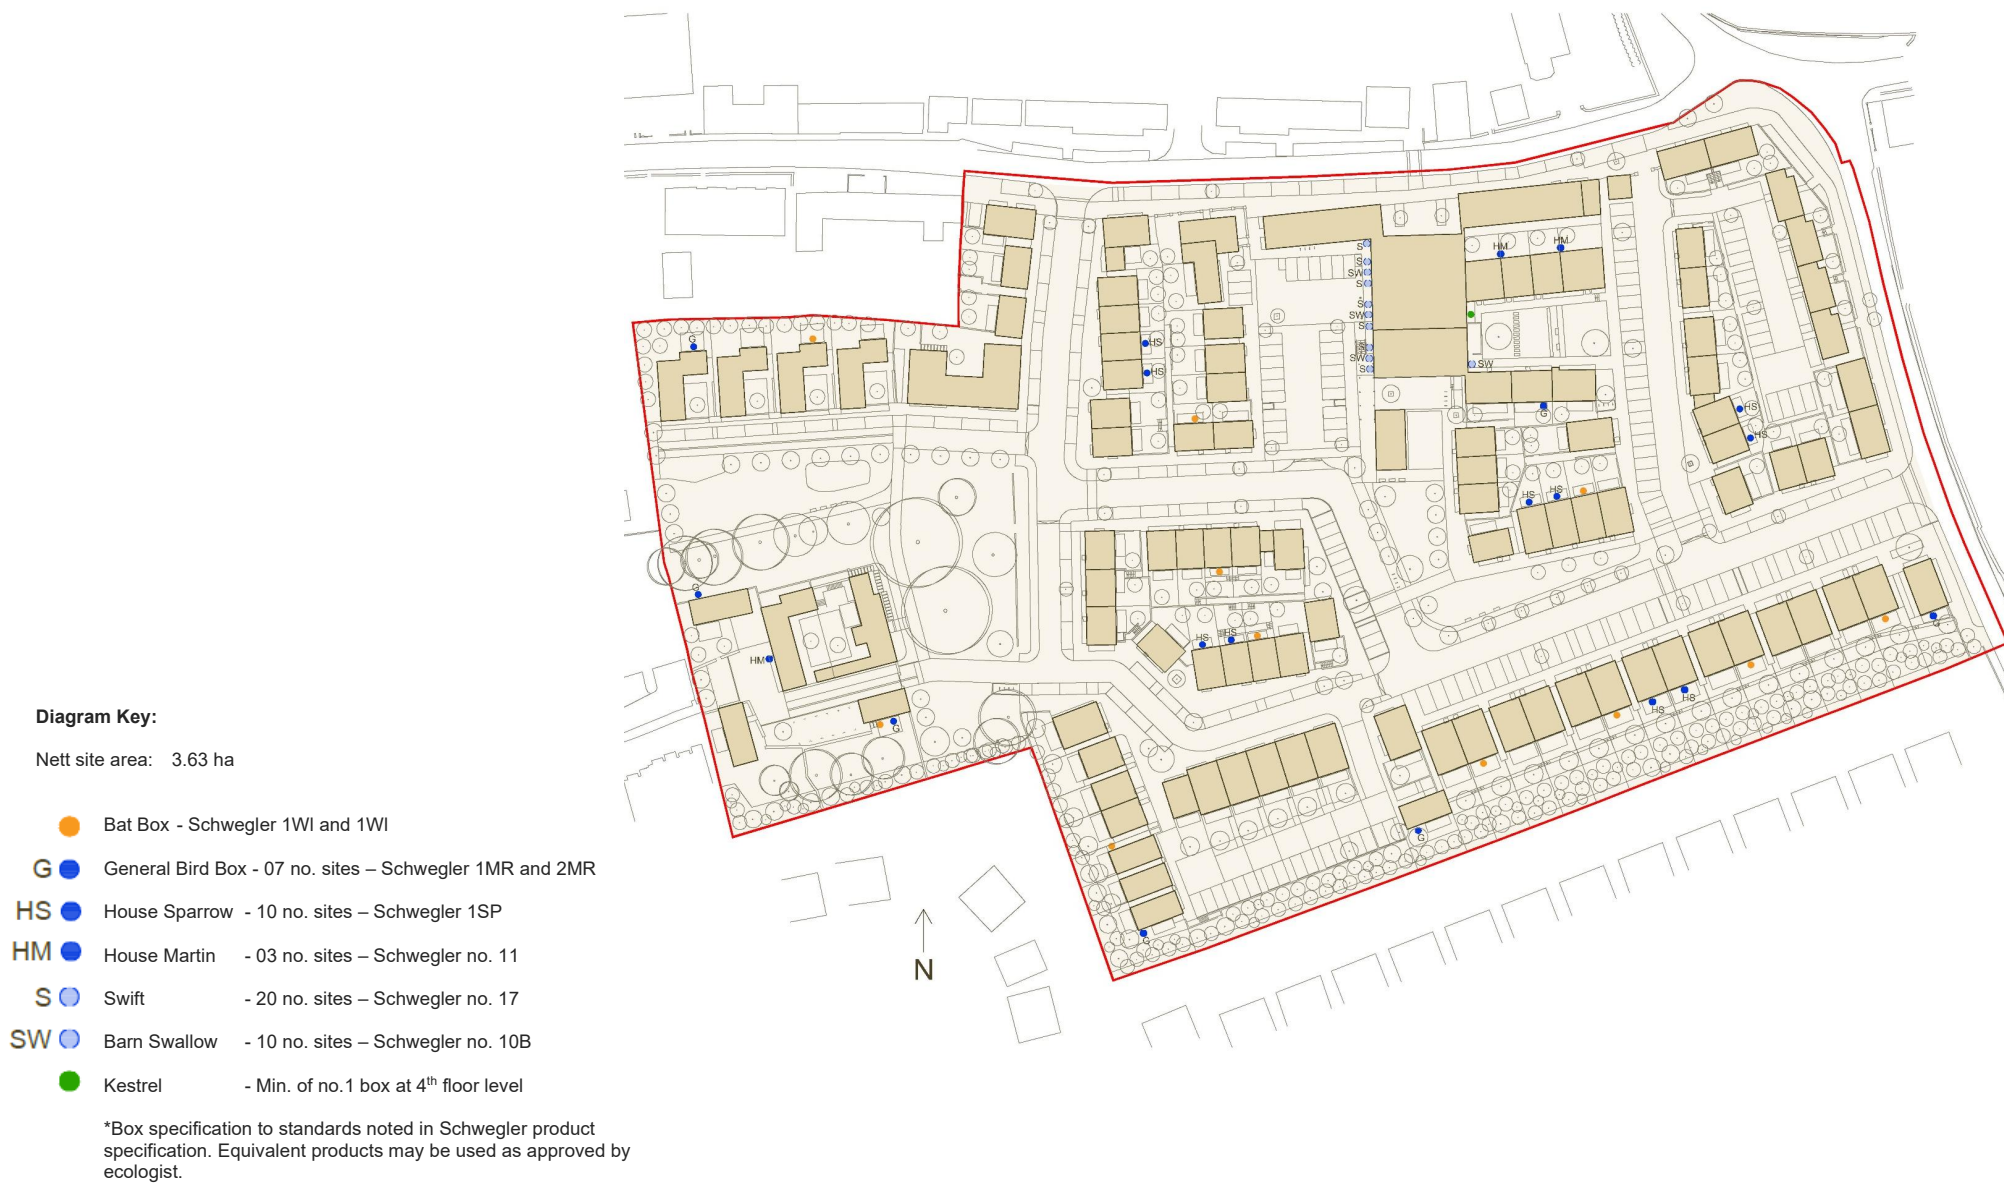 Diagram Key:
Nett site area: 3.63 ha
Bat Box - Schwegler 1WI and 1WI
G General Bird Box - 07 no. sites – Schwegler 1MR and 2MR
HS House Sparrow - 10 no. sites – Schwegler 1SP
HM House Martin - 03 no. sites – Schwegler no. 11
S Swift - 20 no. sites – Schwegler no. 17
SW Barn Swallow - 10 no. sites – Schwegler no. 10B
Kestrel - Min. of no.1 box at 4th floor level
*Box specification to standards noted in Schwegler product
specification. Equivalent products may be used as approved by
ecologist.
N
G
HS
HS
S
S
SW
S
S
SW
S
SW
S
SW
HM
HM
G
HS
HS
HS
HS
G
HM
G
HS
HS
HS
HS
G
G
G